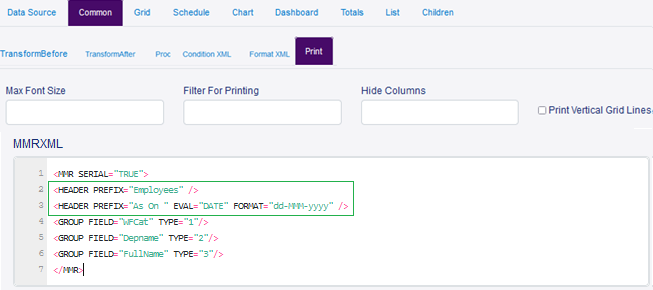 Data Source Common Grid Schedule Chart Dashboard Totals List Children
TransformBefore TransformAfter Proc Condition XML Format XML Print
Max Font Size Filter For Printing Hide Columns
Print Vertical Grid Lines
MMRXML
1 <MMR SERIAL="TRUE">
2 <HEADER PREFIX="Employees" />
3 <HEADER PREFIX="As On " EVAL="DATE" FORMAT="dd-MMM-yyyy" />
4 <GROUP FIELD="WFCat" TYPE="1"/>
5 <GROUP FIELD="Depname" TYPE="2"/>
6 <GROUP FIELD="FullName" TYPE="3"/>
7 </MMR>